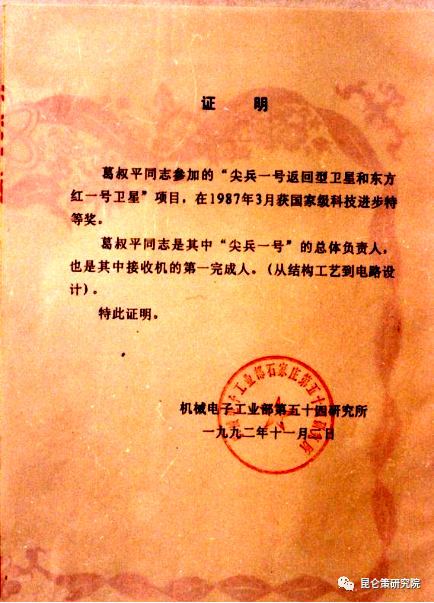 证 明
葛叔平同志参加的“尖兵一号返回型卫星和东方
红一号卫星”项目，在1987年3月获国家级科技进步特
等奖。
葛叔平同志是其中“尖兵一号”的总体负责人，
也是其中接收机的第一完成人。（从结构工艺到电路设
计）。
特此证明。
机械电子工业部第五十四研究所
一九九二年十一月 日
昆仑策研究院